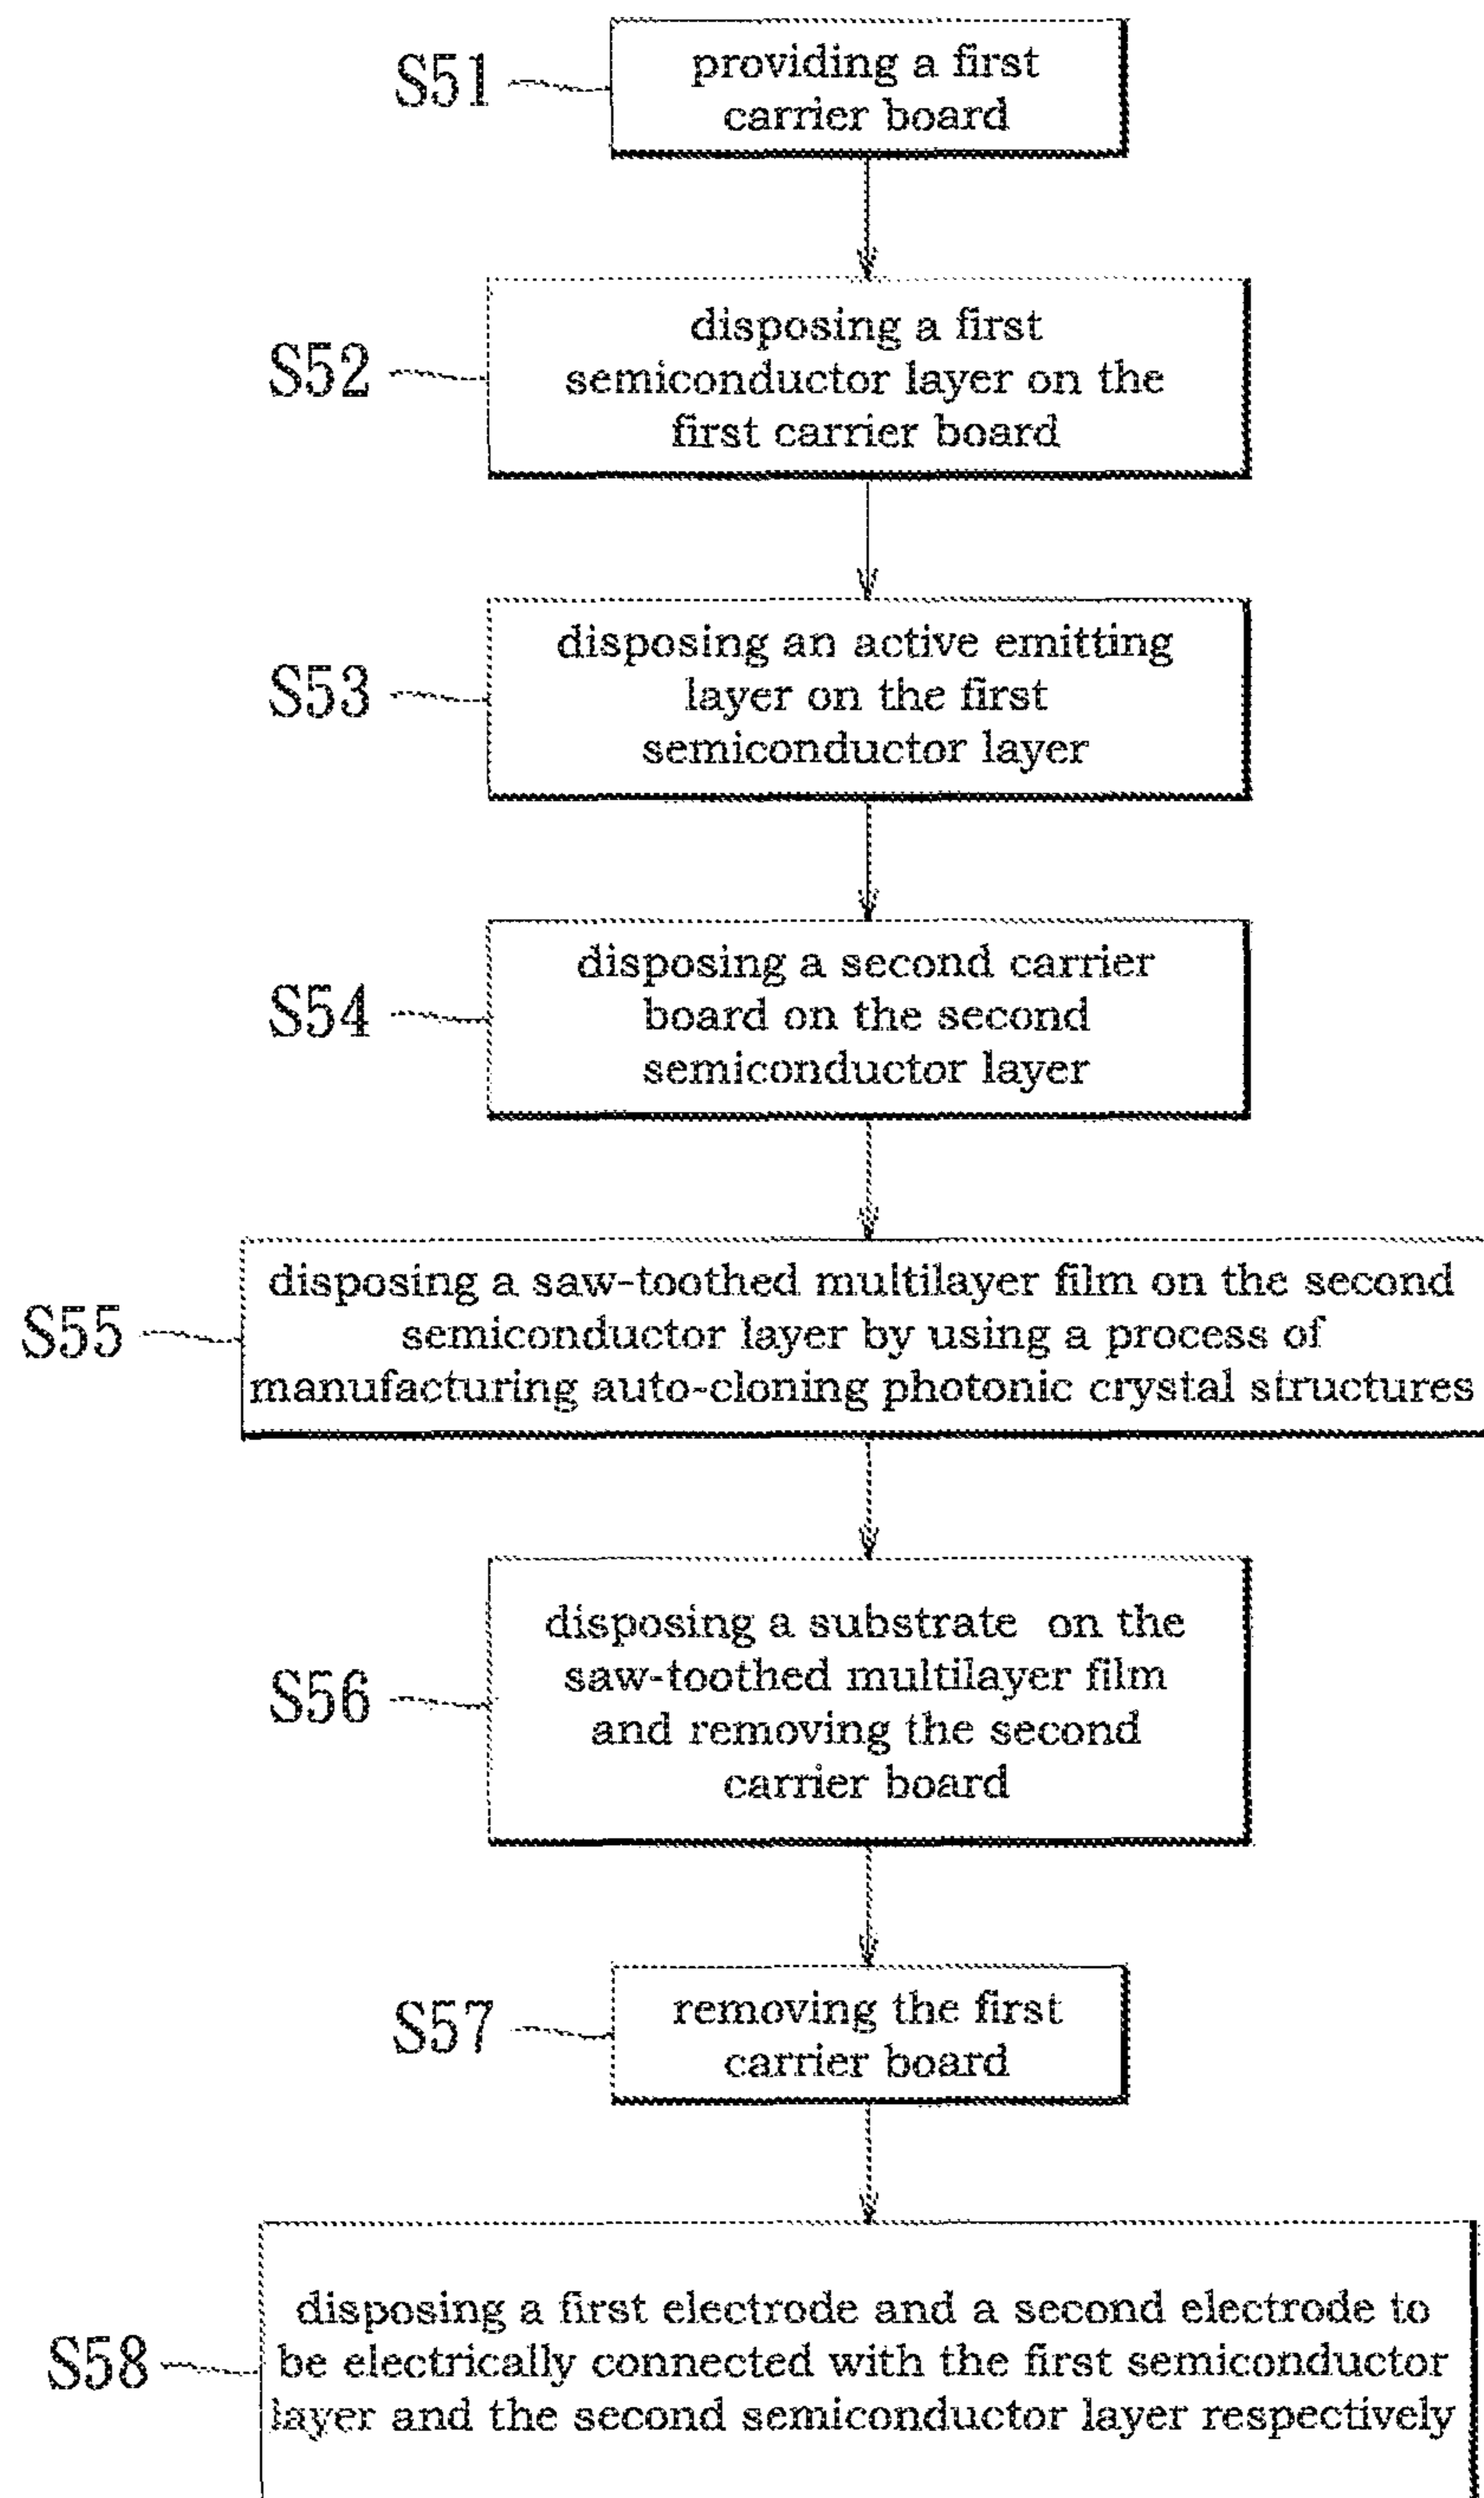 S51
providing a first
carrier board
S52
disposing a first
semiconductor layer on the
first carrier board
S53
disposing an active emitting
layer on the first
semiconductor layer
S54
disposing a second carrier
board on the second
semiconductor layer
S55
disposing a saw-toothed multilayer film on the second
semiconductor layer by using a process of
manufacturing auto-cloning photonic crystal structures
S56
disposing a substrate on the
saw-toothed multilayer film
and removing the second
carrier board
S57
removing the first
carrier board
S58
disposing a first electrode and a second electrode to
be electrically connected with the first semiconductor
layer and the second semiconductor layer respectively